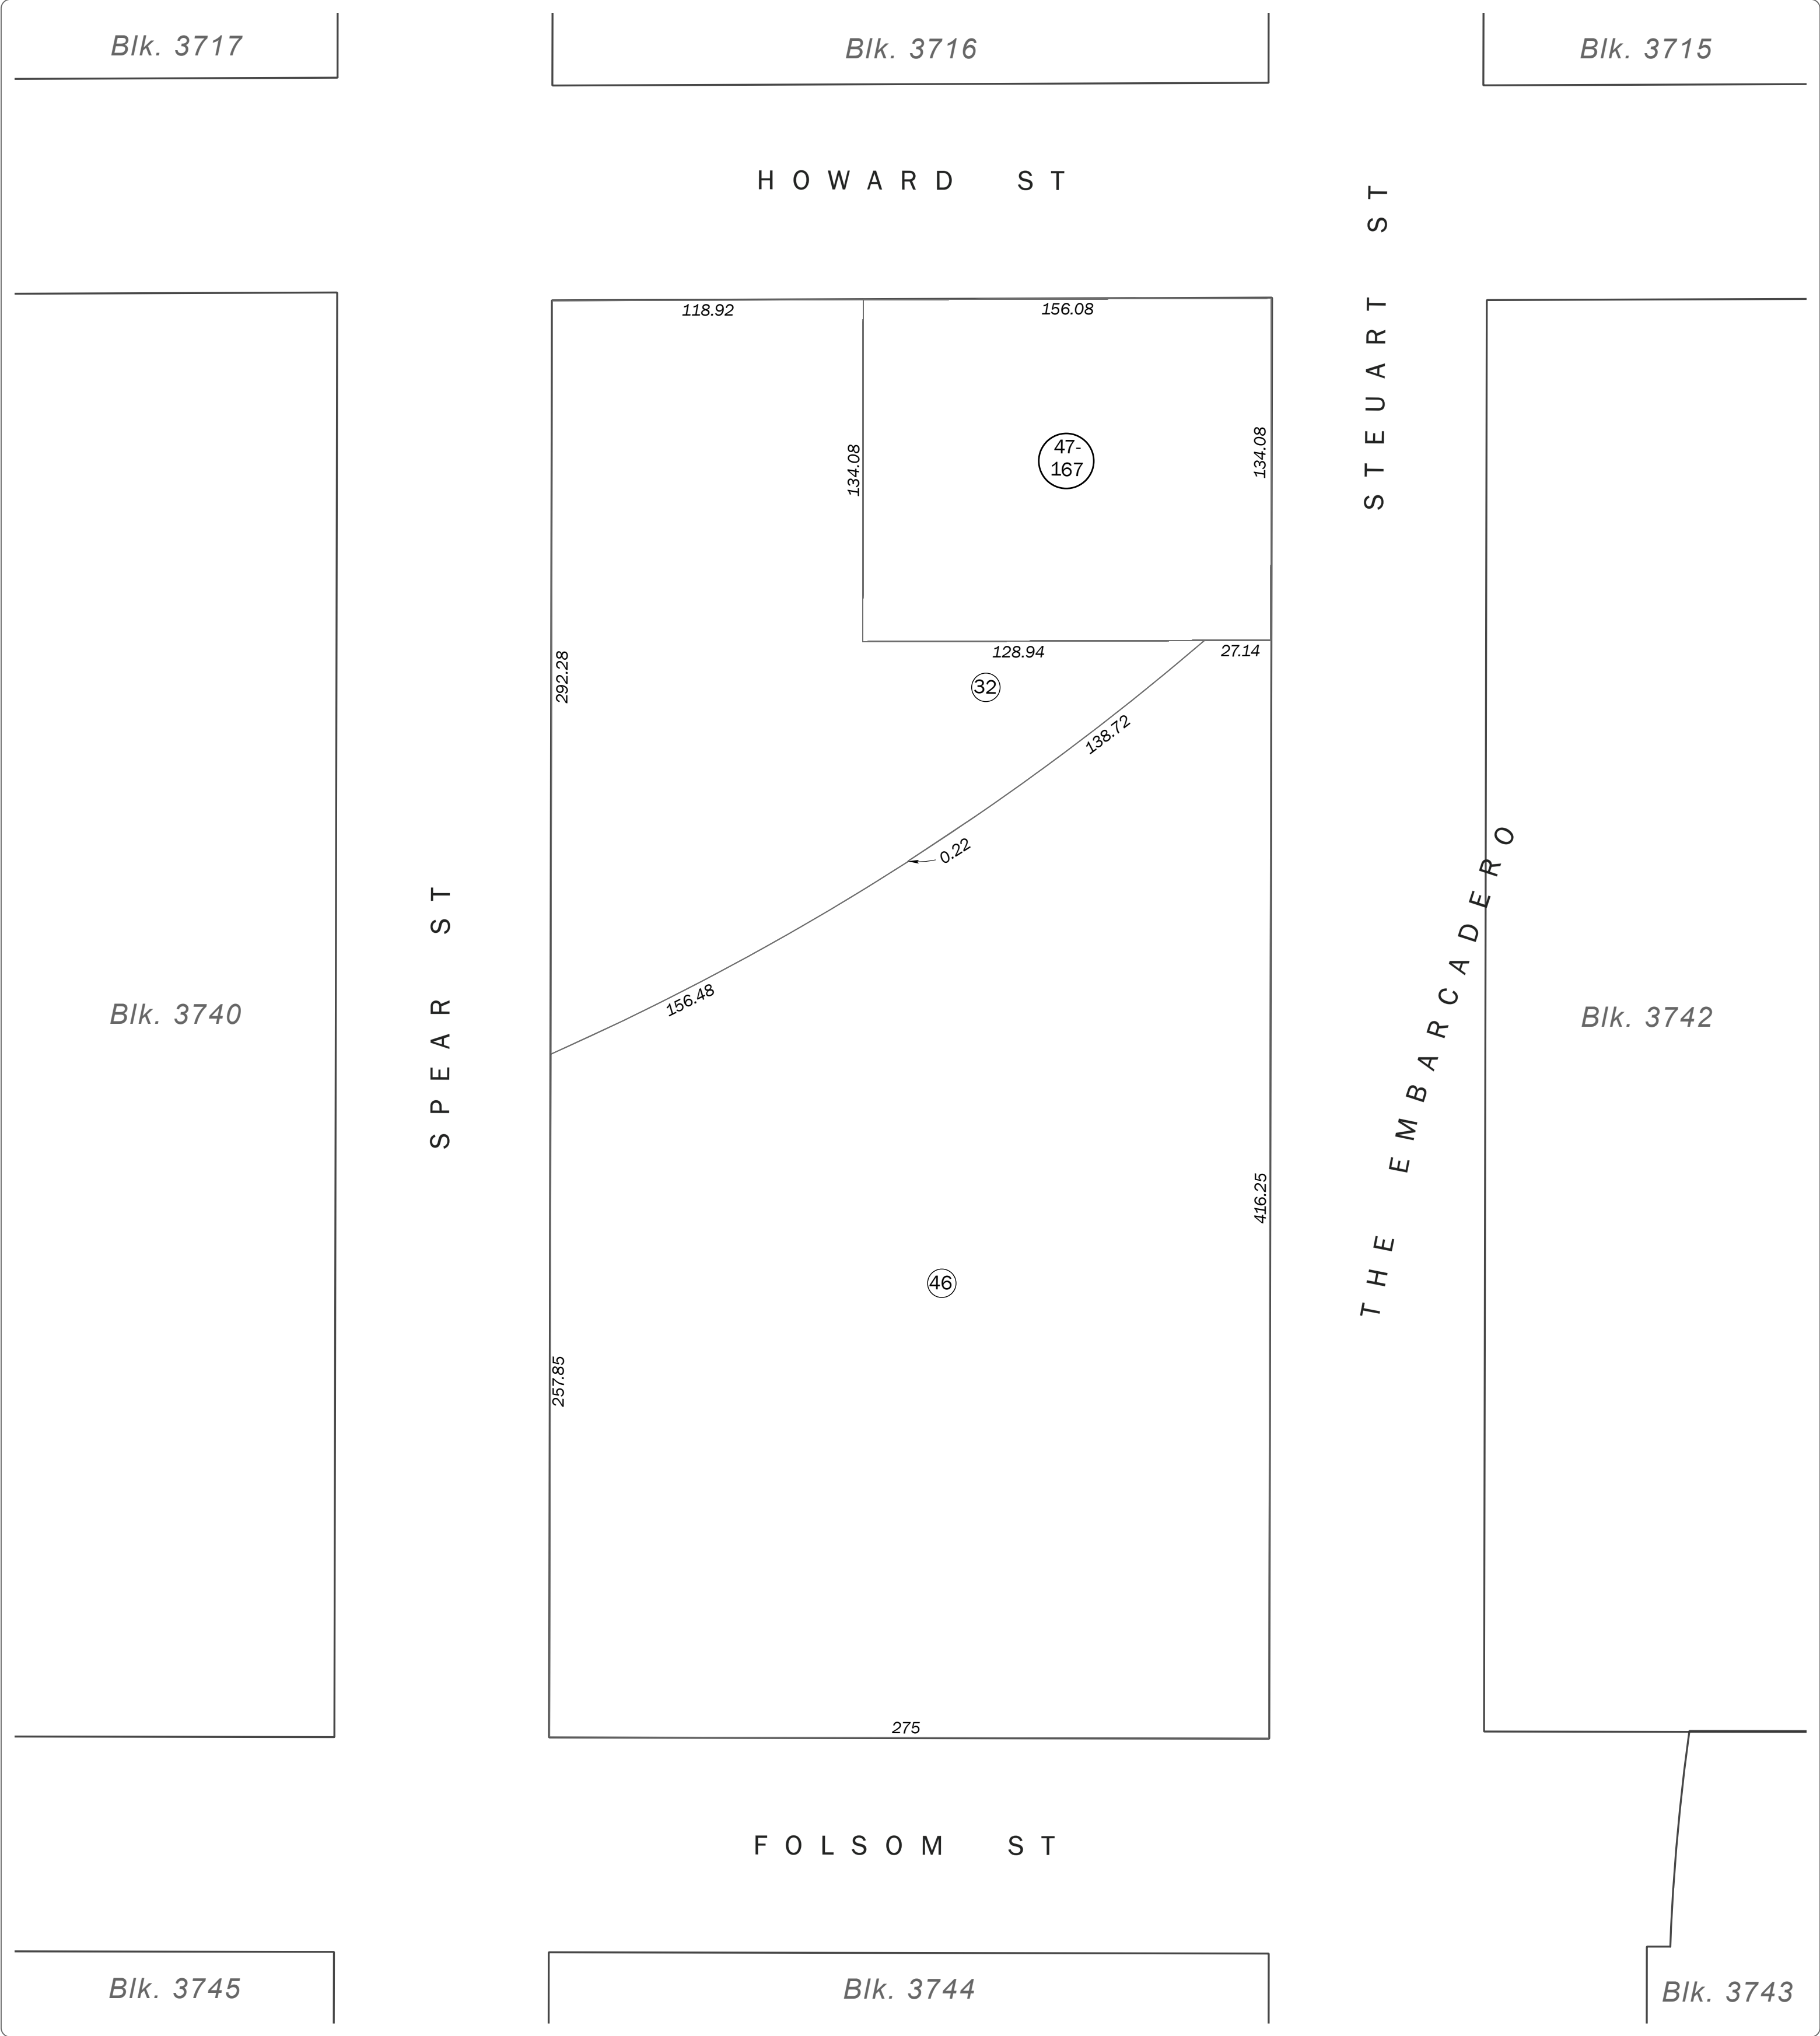 Blk. 3717
Blk. 3716
Blk. 3715
HOWARD ST
STEUART ST
118.92
156.08
134.08
47-
167
134.08
292.28
128.94
27.14
32
138.72
0.22
156.48
SPEAR ST
THE EMBARCADERO
Blk. 3740
Blk. 3742
416.25
46
257.85
275
FOLSOM ST
Blk. 3745
Blk. 3744
Blk. 3743